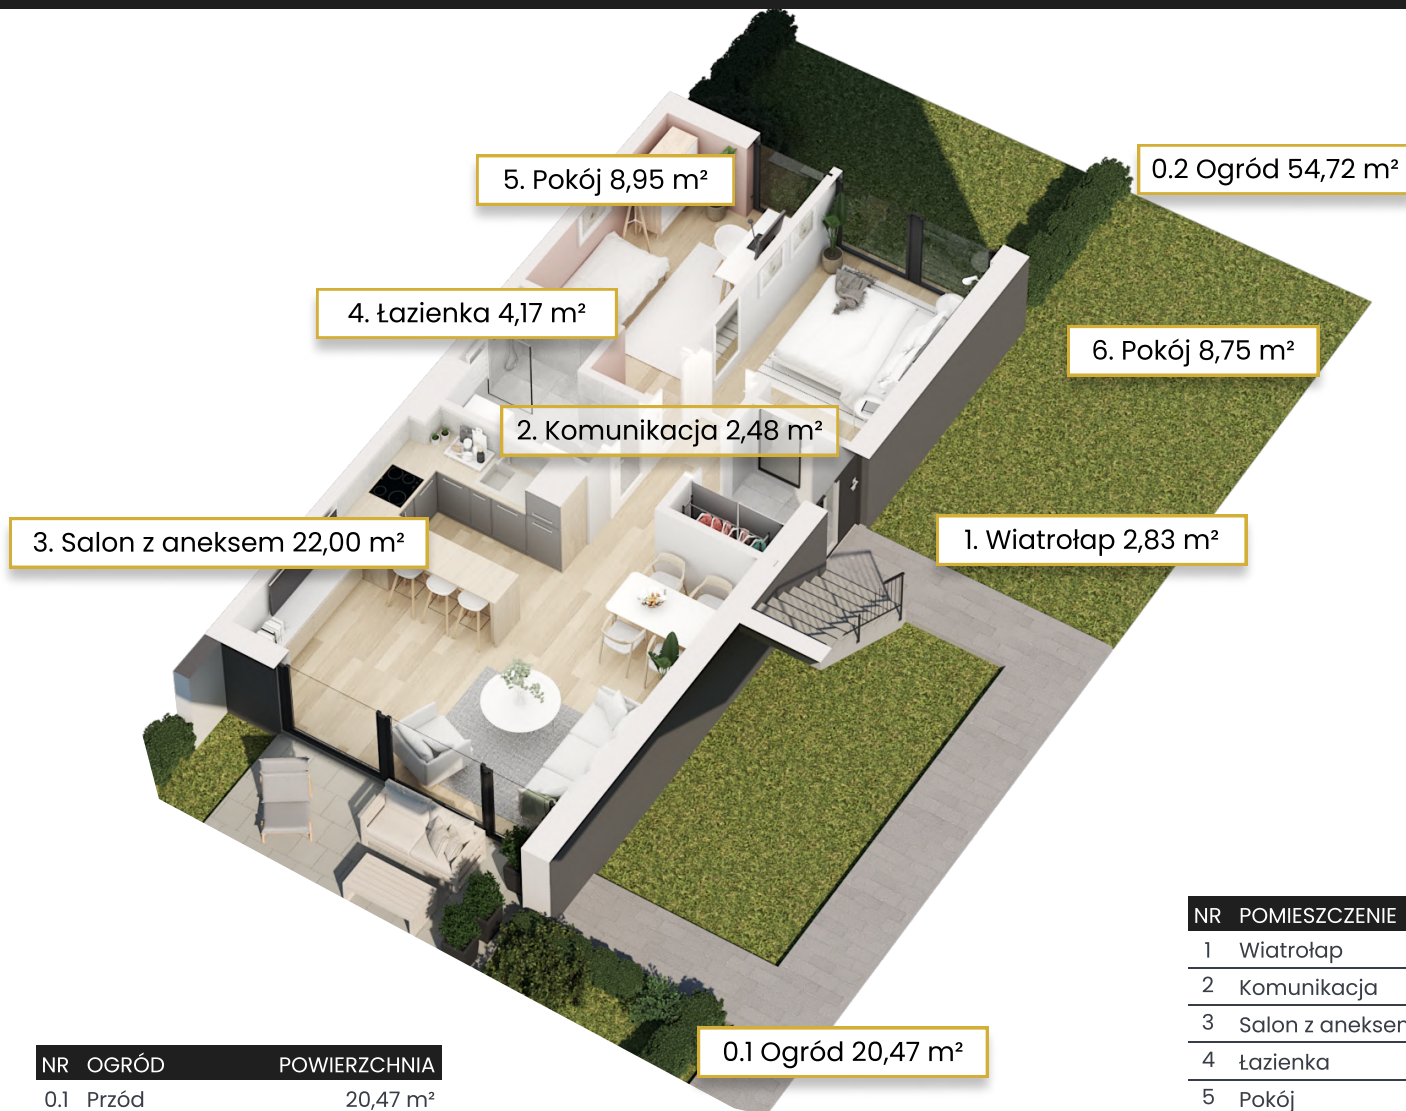 5. Pokój 8,95 m²
0.2 Ogród 54,72 m²
4. Łazienka 4,17 m²
6. Pokój 8,75 m²
2. Komunikacja 2,48 m²
3. Salon z aneksem 22,00 m²
1. Wiatrołap 2,83 m²
0.1 Ogród 20,47 m²
NR OGRÓD POWIERZCHNIA
0.1 Przód 20,47 m²
NR POMIESZCZENIE
1 Wiatrołap
2 Komunikacja
3 Salon z aneksem
4 Łazienka
5 Pokój